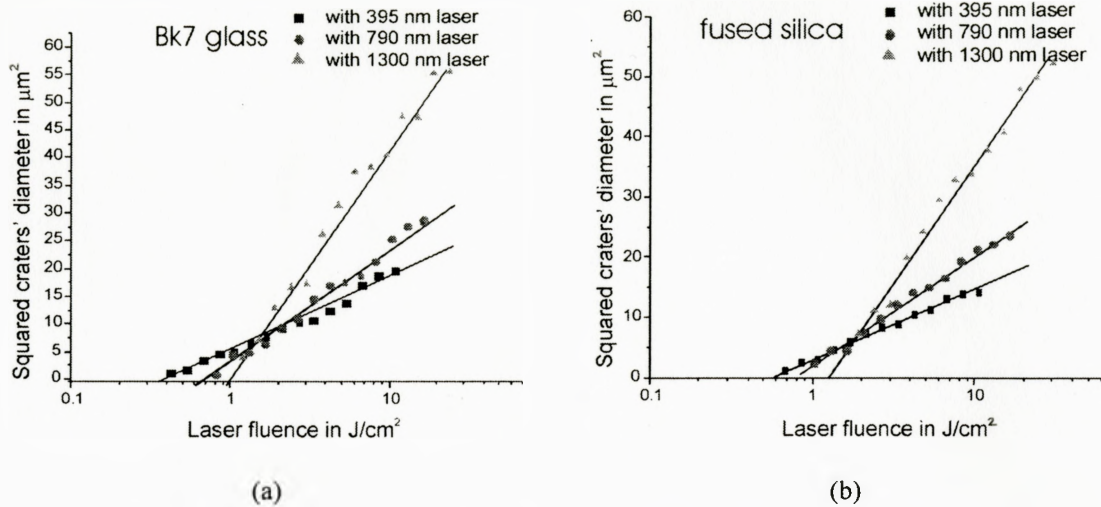 Bk7 glass
with 395 nm laser
with 790 nm laser
with 1300 nm laser
Squared craters' diameter in μm²
60
55
50
45
40
35
30
25
20
15
10
5
0
0.1
1
10
Laser fluence in J/cm²
(a)
fused silica
with 395 nm laser
with 790 nm laser
with 1300 nm laser
Squared craters' diameter in μm²
60
50
40
30
20
10
0
0.1
1
10
Laser fluence in J/cm²
(b)